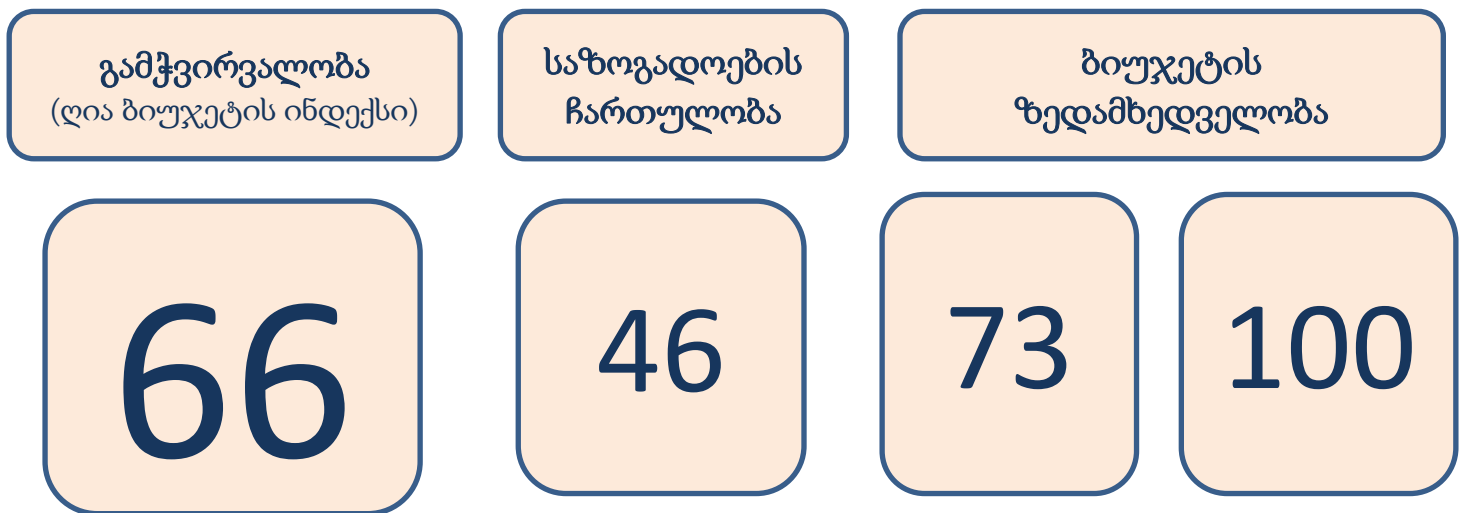 გამჭვირვალობა
(ღია ბიუჯეტის ინდექსი)
საზოგადოების
ჩართულობა
ბიუჯეტის
ზედამხედველობა
66
46
73
100